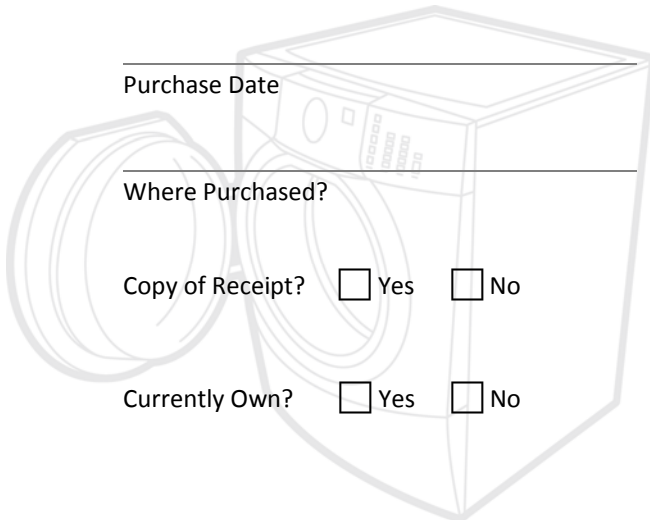 Purchase Date
Where Purchased?
Copy of Receipt? Yes No
Currently Own? Yes No